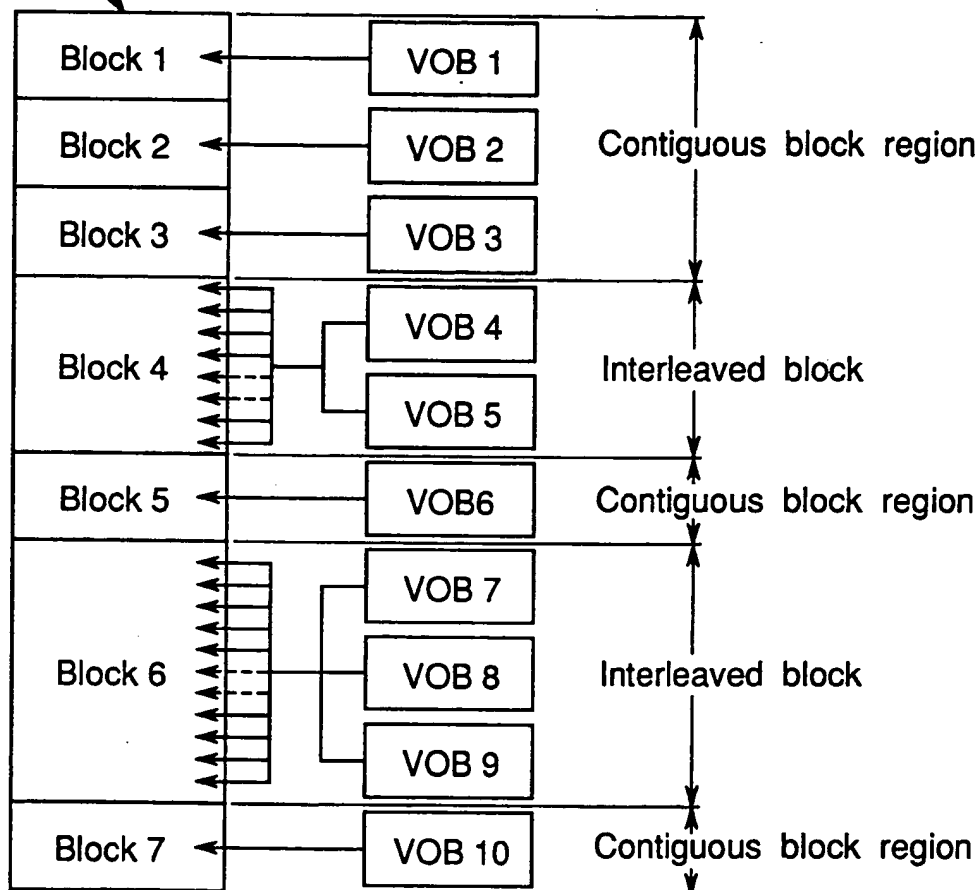 Block 1
VOB 1
Block 2
VOB 2
Contiguous block region
Block 3
VOB 3
VOB 4
Block 4
Interleaved block
VOB 5
Block 5
VOB6
Contiguous block region
VOB 7
Block 6
VOB 8
Interleaved block
VOB 9
Block 7
VOB 10
Contiguous block region